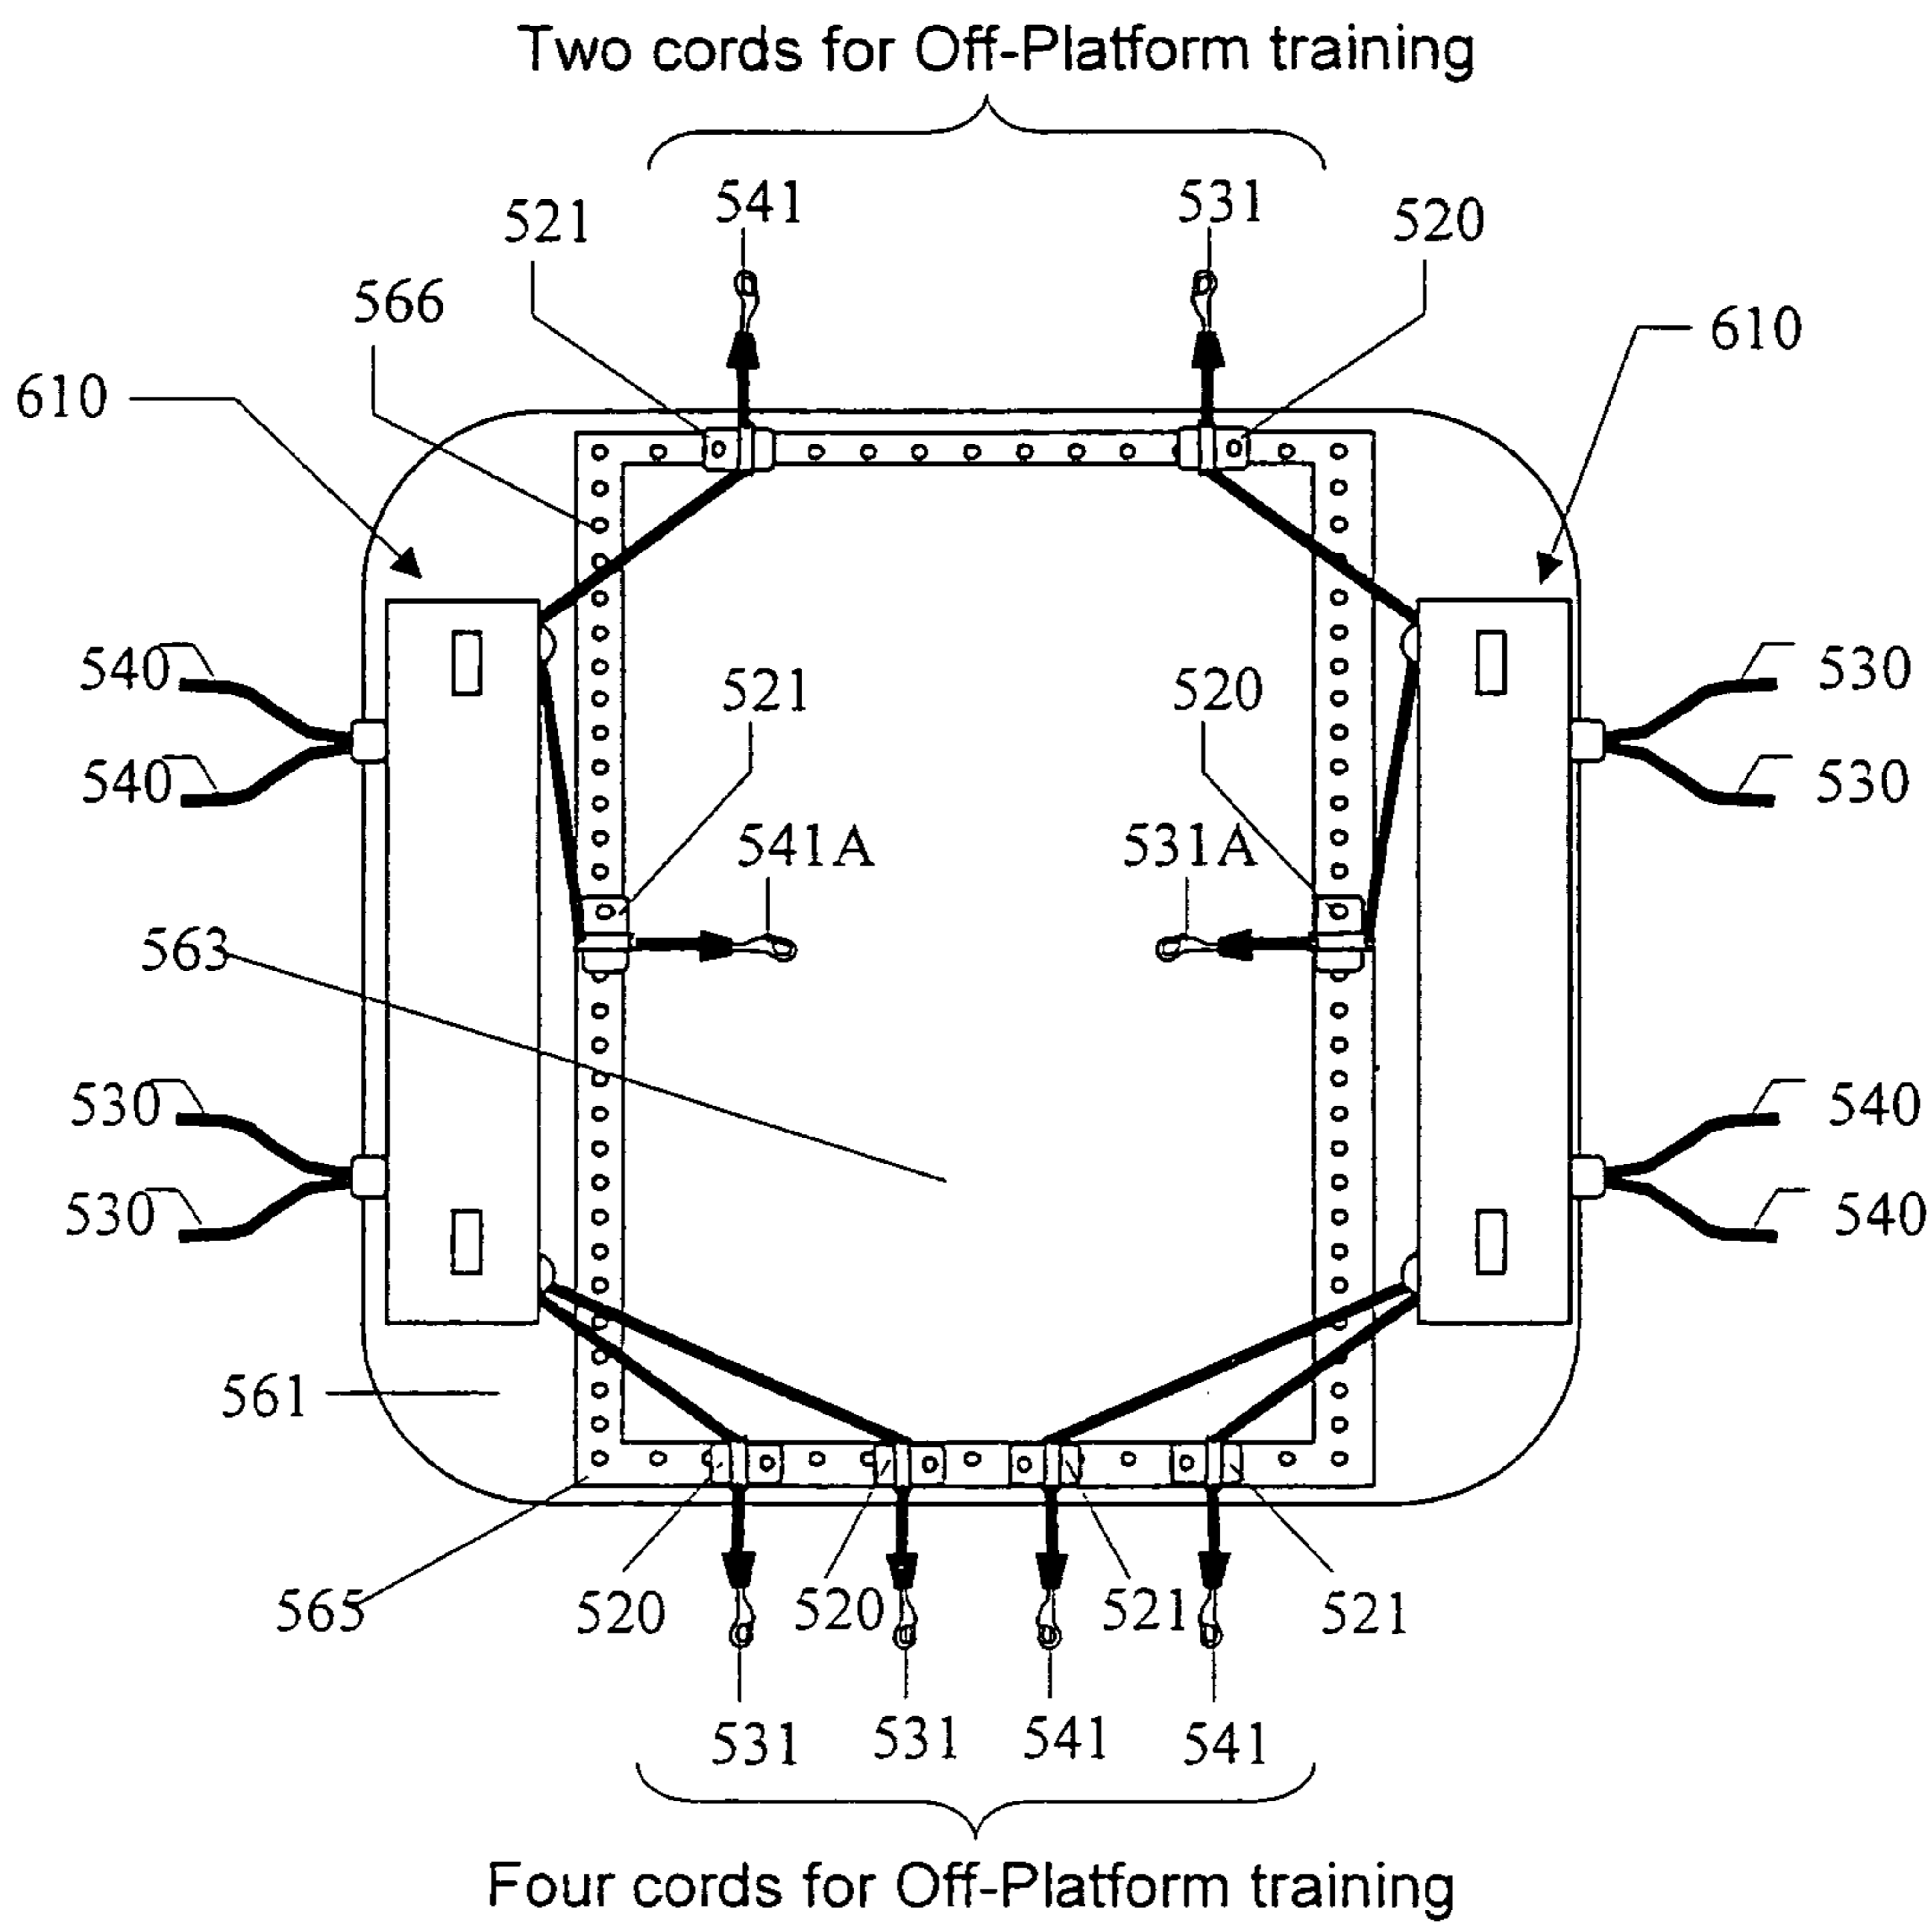 Two cords for Off-Platform training
541 531
521 520
566 610
610
540 530
521 520
540 530
541A 531A
563
530 540
530 540
561
565 520 520 521 521
531 531 541 541
Four cords for Off-Platform training